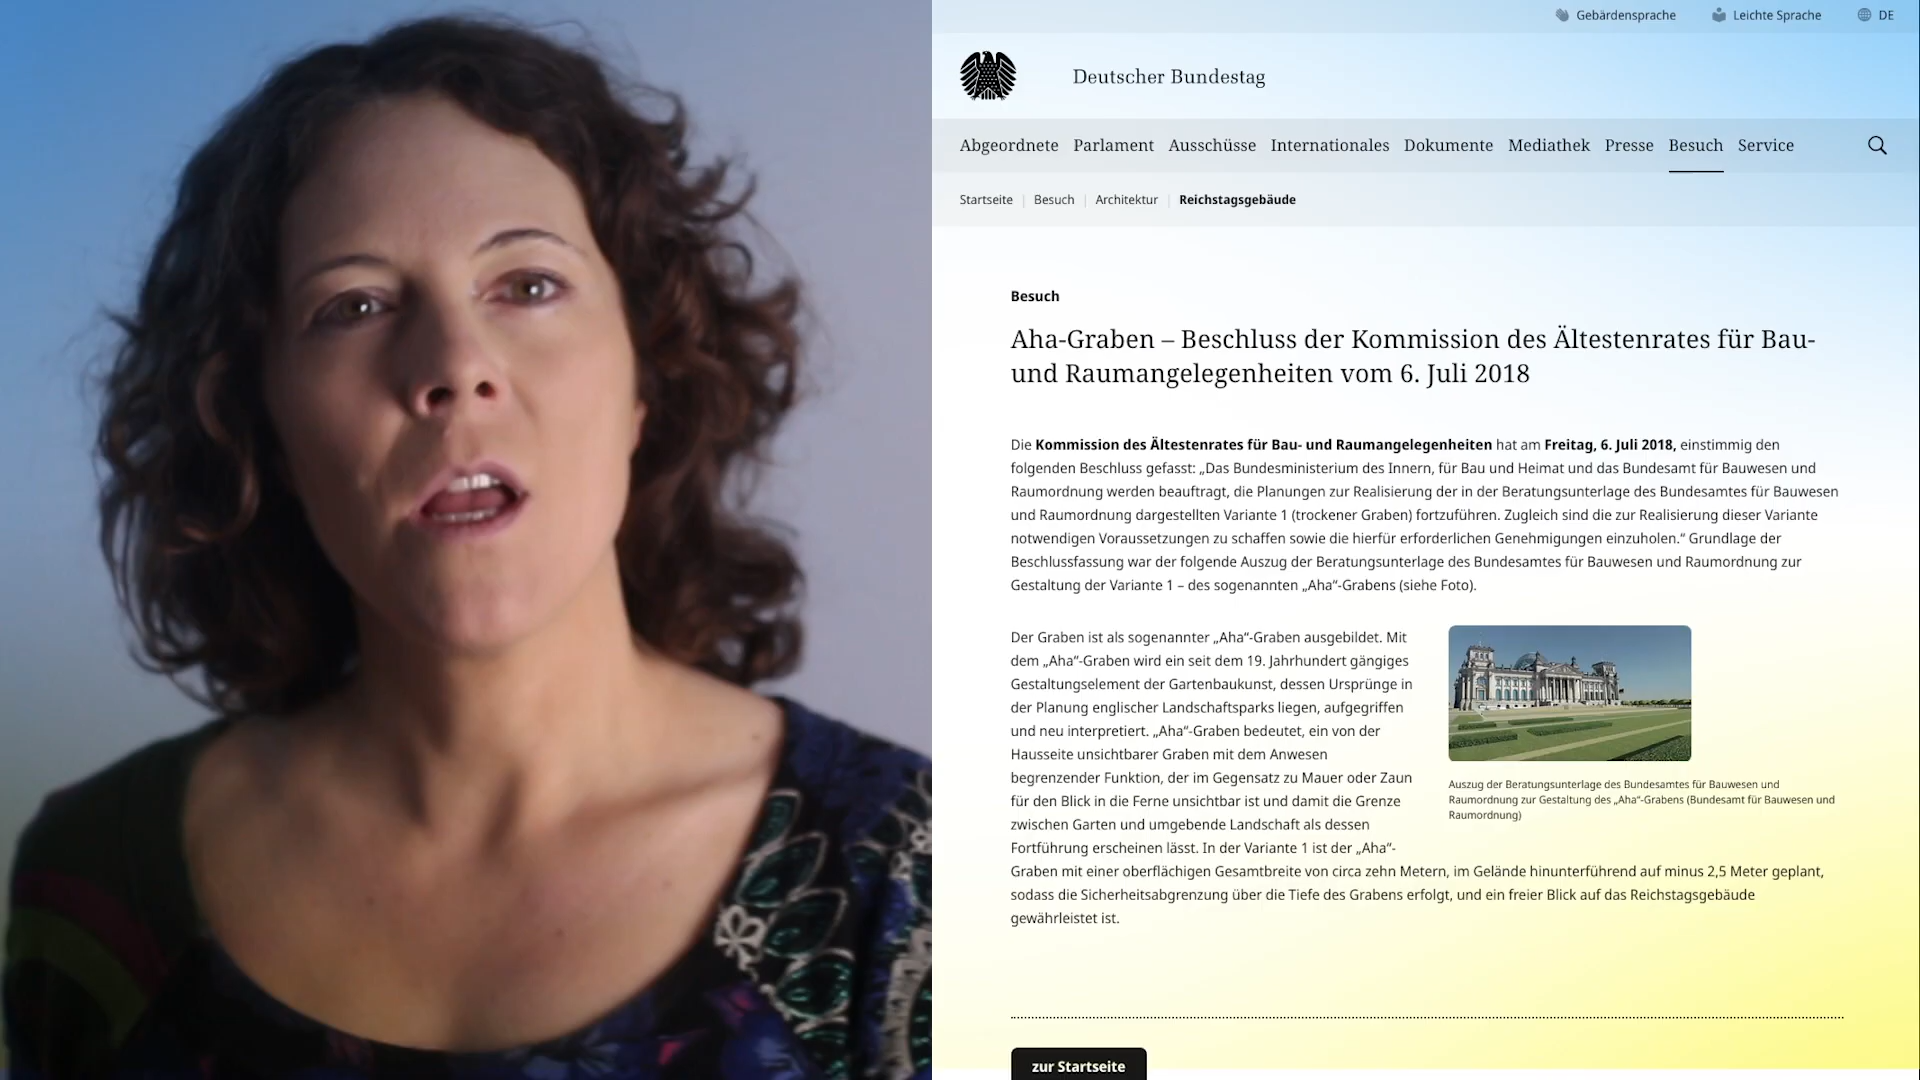 Gebärdensprache Leichte Sprache DE
Deutscher Bundestag
Abgeordnete Parlament Ausschüsse Internationales Dokumente Mediathek Presse Besuch Service
Startseite Besuch Architektur Reichstagsgebäude
Besuch
Aha-Graben – Beschluss der Kommission des Ältestenrates für Bau-
und Raumangelegenheiten vom 6. Juli 2018
Die Kommission des Ältestenrates für Bau- und Raumangelegenheiten hat am Freitag, 6. Juli 2018, einstimmig den
folgenden Beschluss gefasst: „Das Bundesministerium des Innern, für Bau und Heimat und das Bundesamt für Bauwesen und
Raumordnung werden beauftragt, die Planungen zur Realisierung der in der Beratungsunterlage des Bundesamtes für Bauwesen
und Raumordnung dargestellten Variante 1 (trockener Graben) fortzuführen. Zugleich sind die zur Realisierung dieser Variante
notwendigen Voraussetzungen zu schaffen sowie die hierfür erforderlichen Genehmigungen einzuholen.“ Grundlage der
Beschlussfassung war der folgende Auszug der Beratungsunterlage des Bundesamtes für Bauwesen und Raumordnung zur
Gestaltung der Variante 1 – des sogenannten „Aha“-Grabens (siehe Foto).
Der Graben ist als sogenannter „Aha“-Graben ausgebildet. Mit
dem „Aha“-Graben wird ein seit dem 19. Jahrhundert gängiges
Gestaltungselement der Gartenbaukunst, dessen Ursprünge in
der Planung englischer Landschaftsparks liegen, aufgegriffen
und neu interpretiert. „Aha“-Graben bedeutet, ein von der
Hausseite unsichtbarer Graben mit dem Anwesen
begrenzender Funktion, der im Gegensatz zu Mauer oder Zaun
für den Blick in die Ferne unsichtbar ist und damit die Grenze
zwischen Garten und umgebende Landschaft als dessen
Fortführung erscheinen lässt. In der Variante 1 ist der „Aha“-
Graben mit einer oberflächigen Gesamtbreite von circa zehn Metern, im Gelände hinunterführend auf minus 2,5 Meter geplant,
sodass die Sicherheitsabgrenzung über die Tiefe des Grabens erfolgt, und ein freier Blick auf das Reichstagsgebäude
gewährleistet ist.
Auszug der Beratungsunterlage des Bundesamtes für Bauwesen und
Raumordnung zur Gestaltung des „Aha“-Grabens (Bundesamt für Bauwesen und
Raumordnung)
zur Startseite